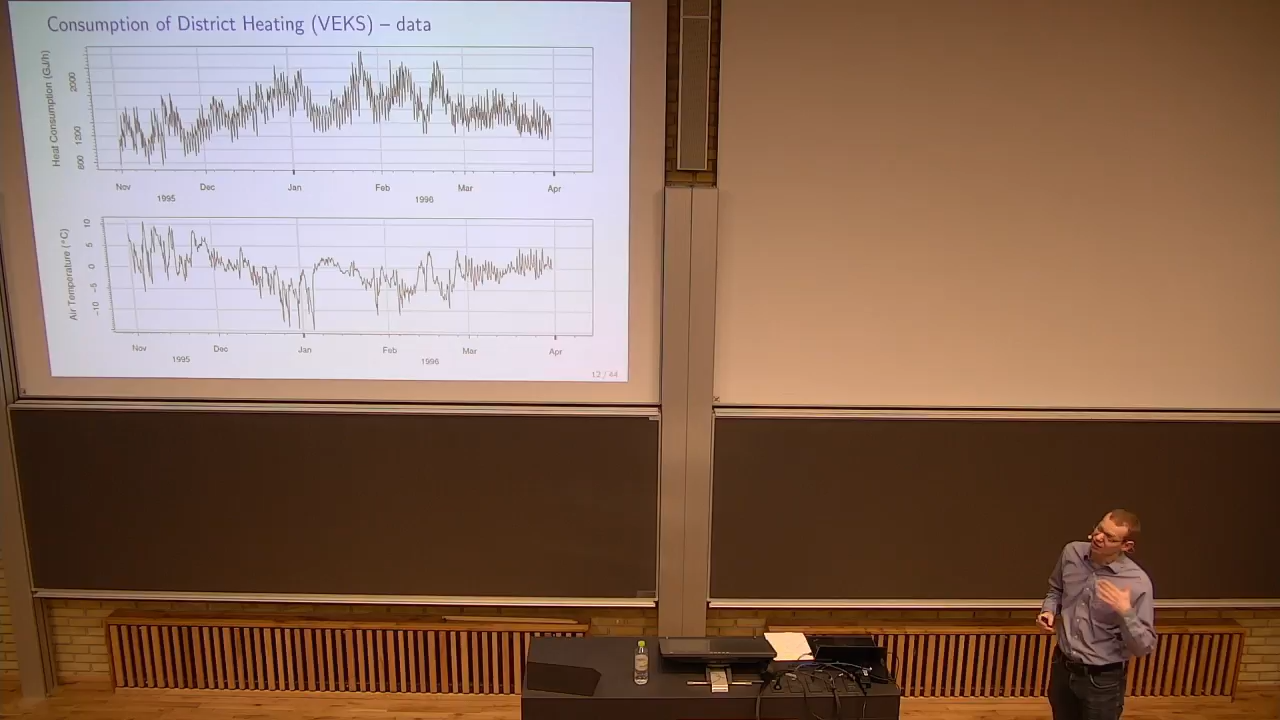 Consumption of District Heating (VEKS) – data
Heat Consumption (GJ/h)
2000
1200
800
Nov Dec Jan Feb Mar Apr
1995 1996
Air Temperature (°C)
10
5
0
−5
−10
Nov Dec Jan Feb Mar Apr
1995 1996
12 / 44